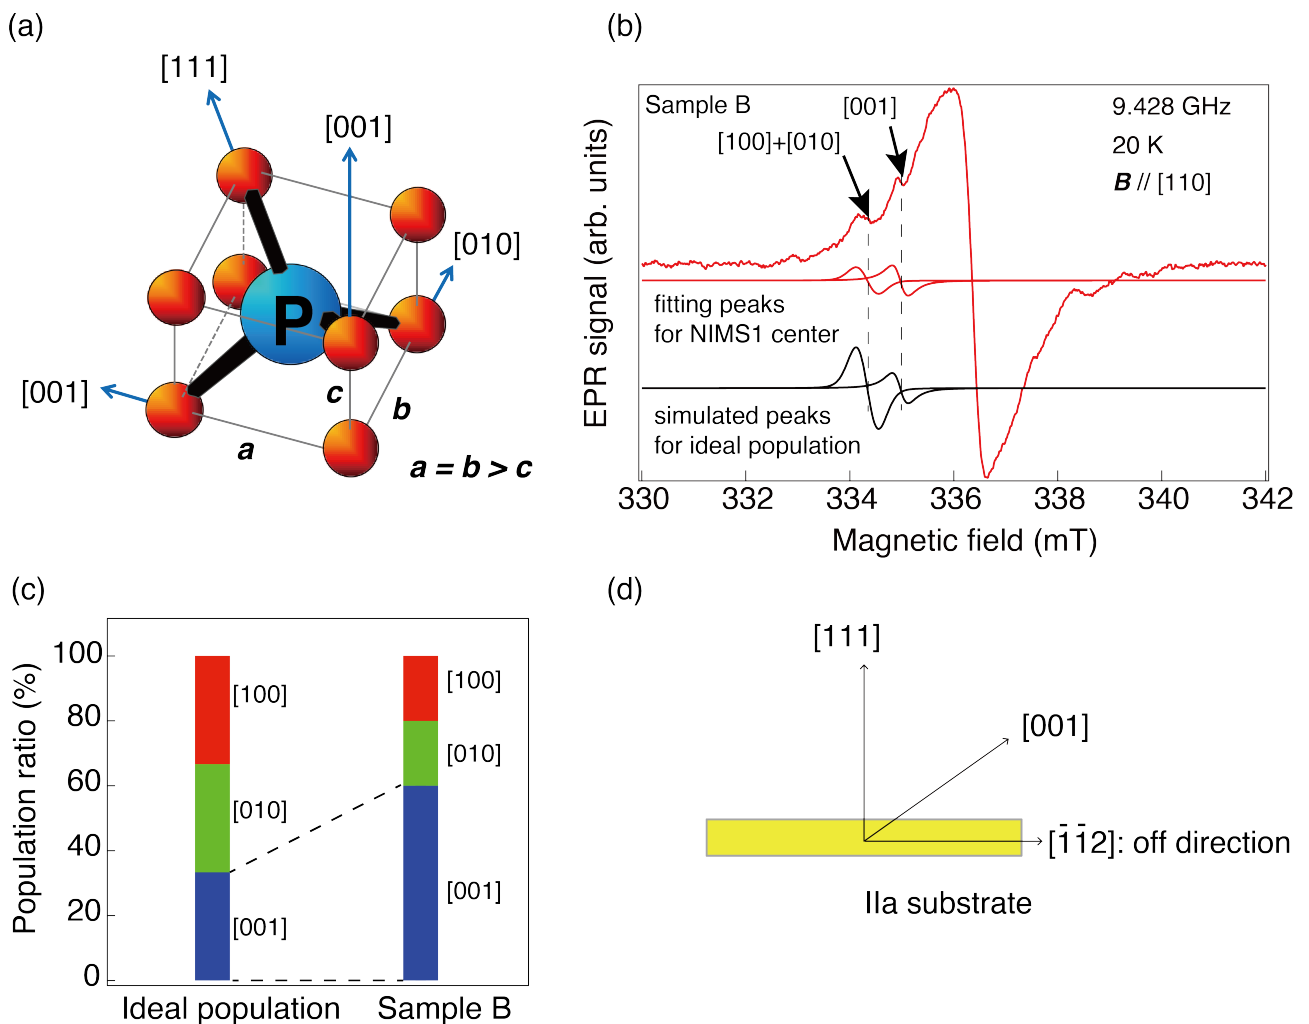 (a)
[111]
[001]
[010]
P
[001]
c
b
a
a = b > c
(b)
Sample B
[001]
[100]+[010]
9.428 GHz
20 K
B // [110]
EPR signal (arb. units)
fitting peaks
for NIMS1 center
simulated peaks
for ideal population
330 332 334 336 338 340 342
Magnetic field (mT)
(c)
Population ratio (%)
100
80
60
40
20
0
[100]
[010]
[001]
[100]
[010]
[001]
Ideal population
Sample B
(d)
[111]
[001]
[1̄1̄2]: off direction
IIa substrate